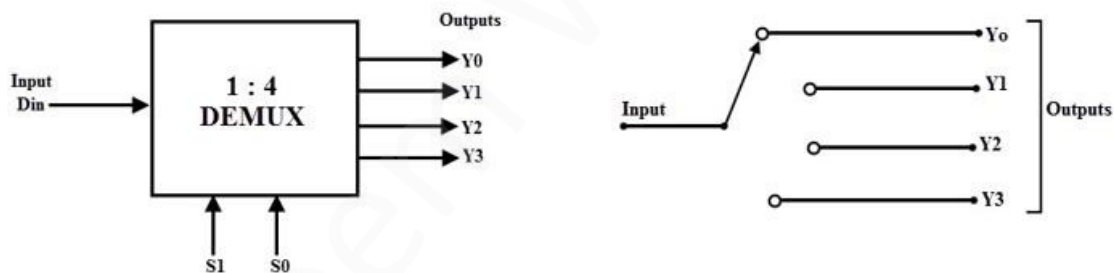 Outputs
Input
Din
1 : 4
DEMUX
Y0
Y1
Y2
Y3
S1
S0
Input
Yo
Y1
Y2
Y3
Outputs